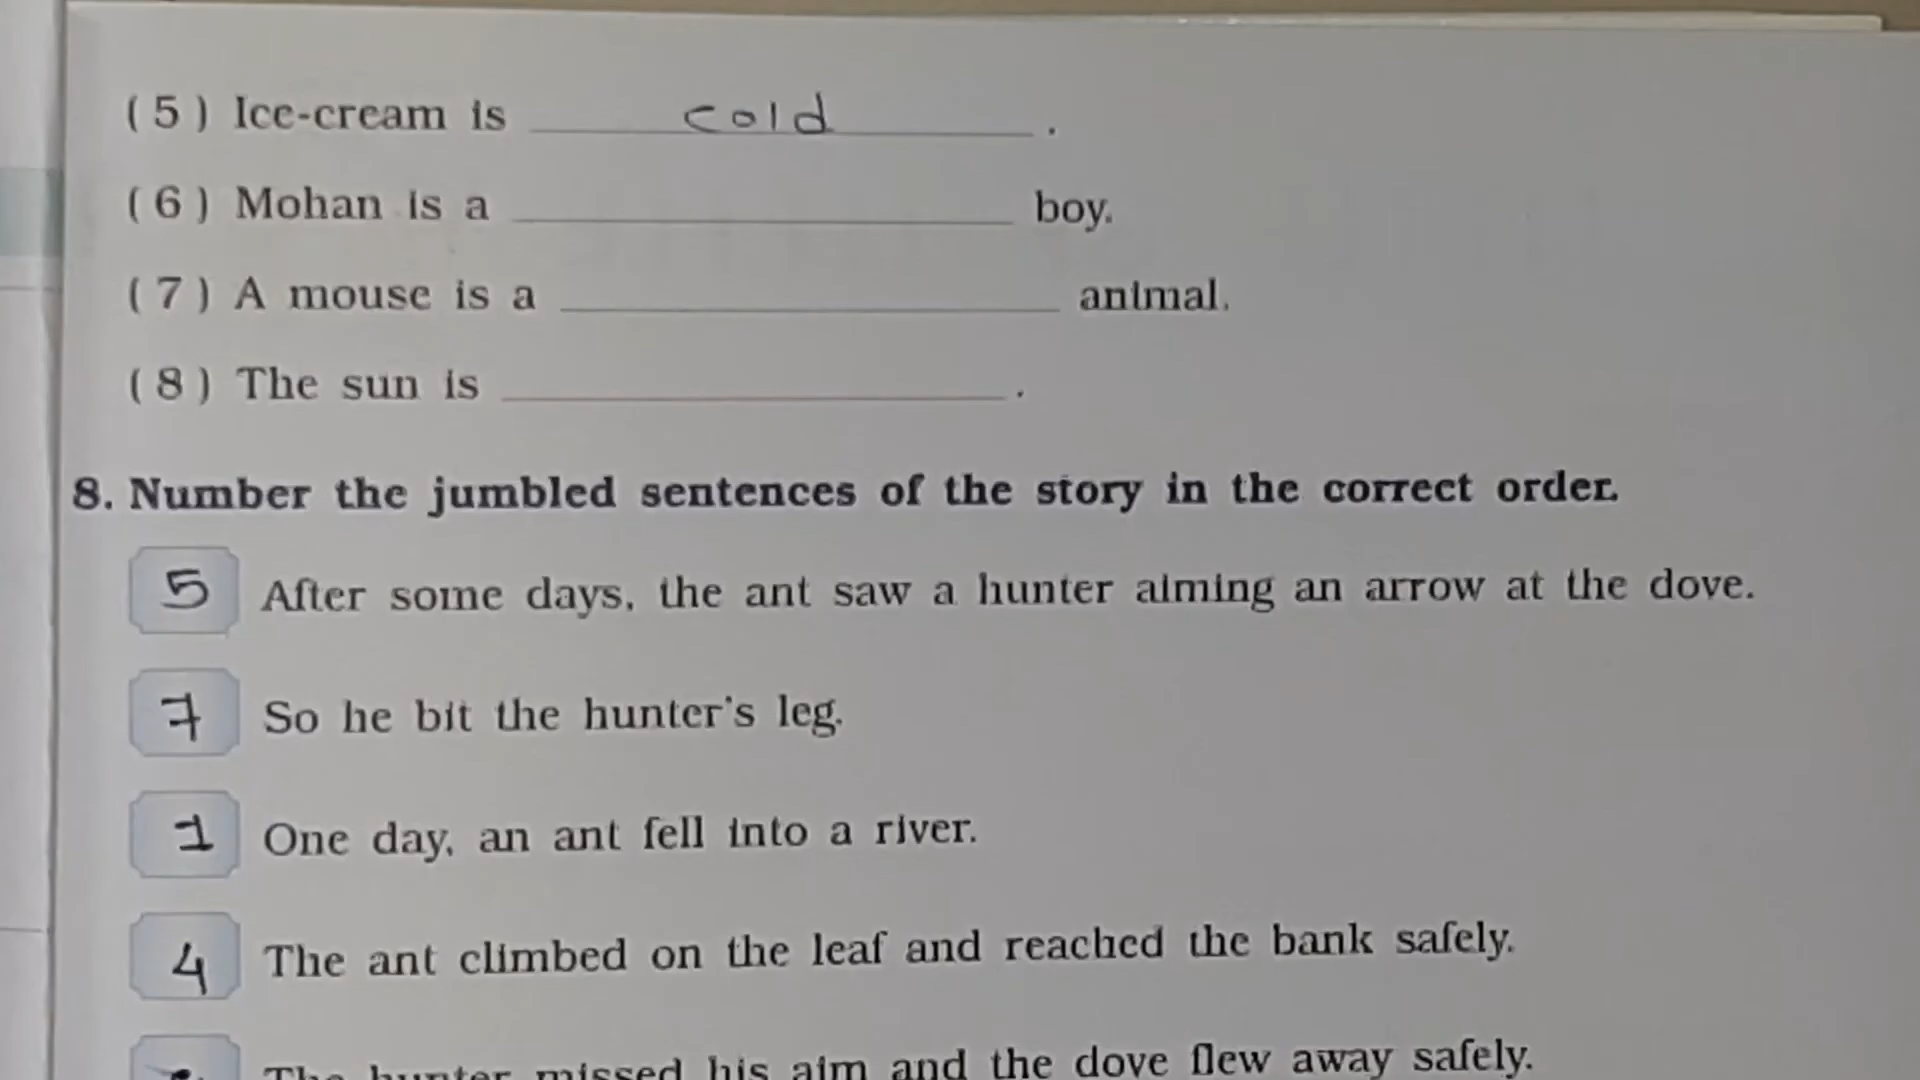 (5) Ice-cream is cold .
(6) Mohan is a boy.
(7) A mouse is a animal.
(8) The sun is .
8. Number the jumbled sentences of the story in the correct order.
5 After some days, the ant saw a hunter aiming an arrow at the dove.
7 So he bit the hunter's leg.
1 One day, an ant fell into a river.
4 The ant climbed on the leaf and reached the bank safely.
The hunter missed his aim and the dove flew away safely.